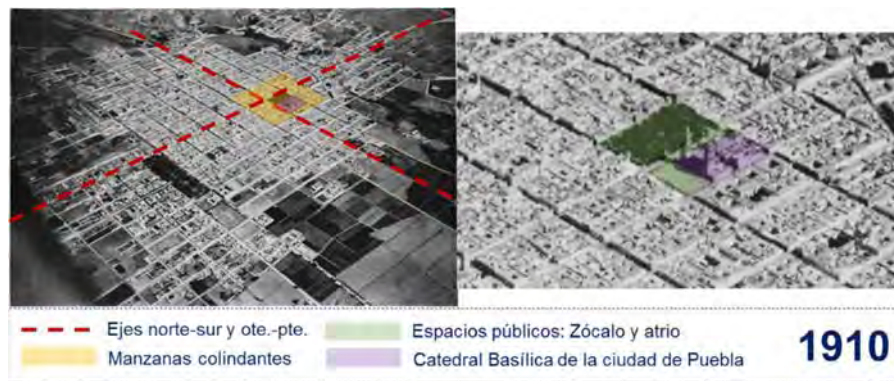 Ejes norte-sur y ote.-pte.
Manzanas colindantes
Espacios públicos: Zócalo y atrio
Catedral Basílica de la ciudad de Puebla
1910